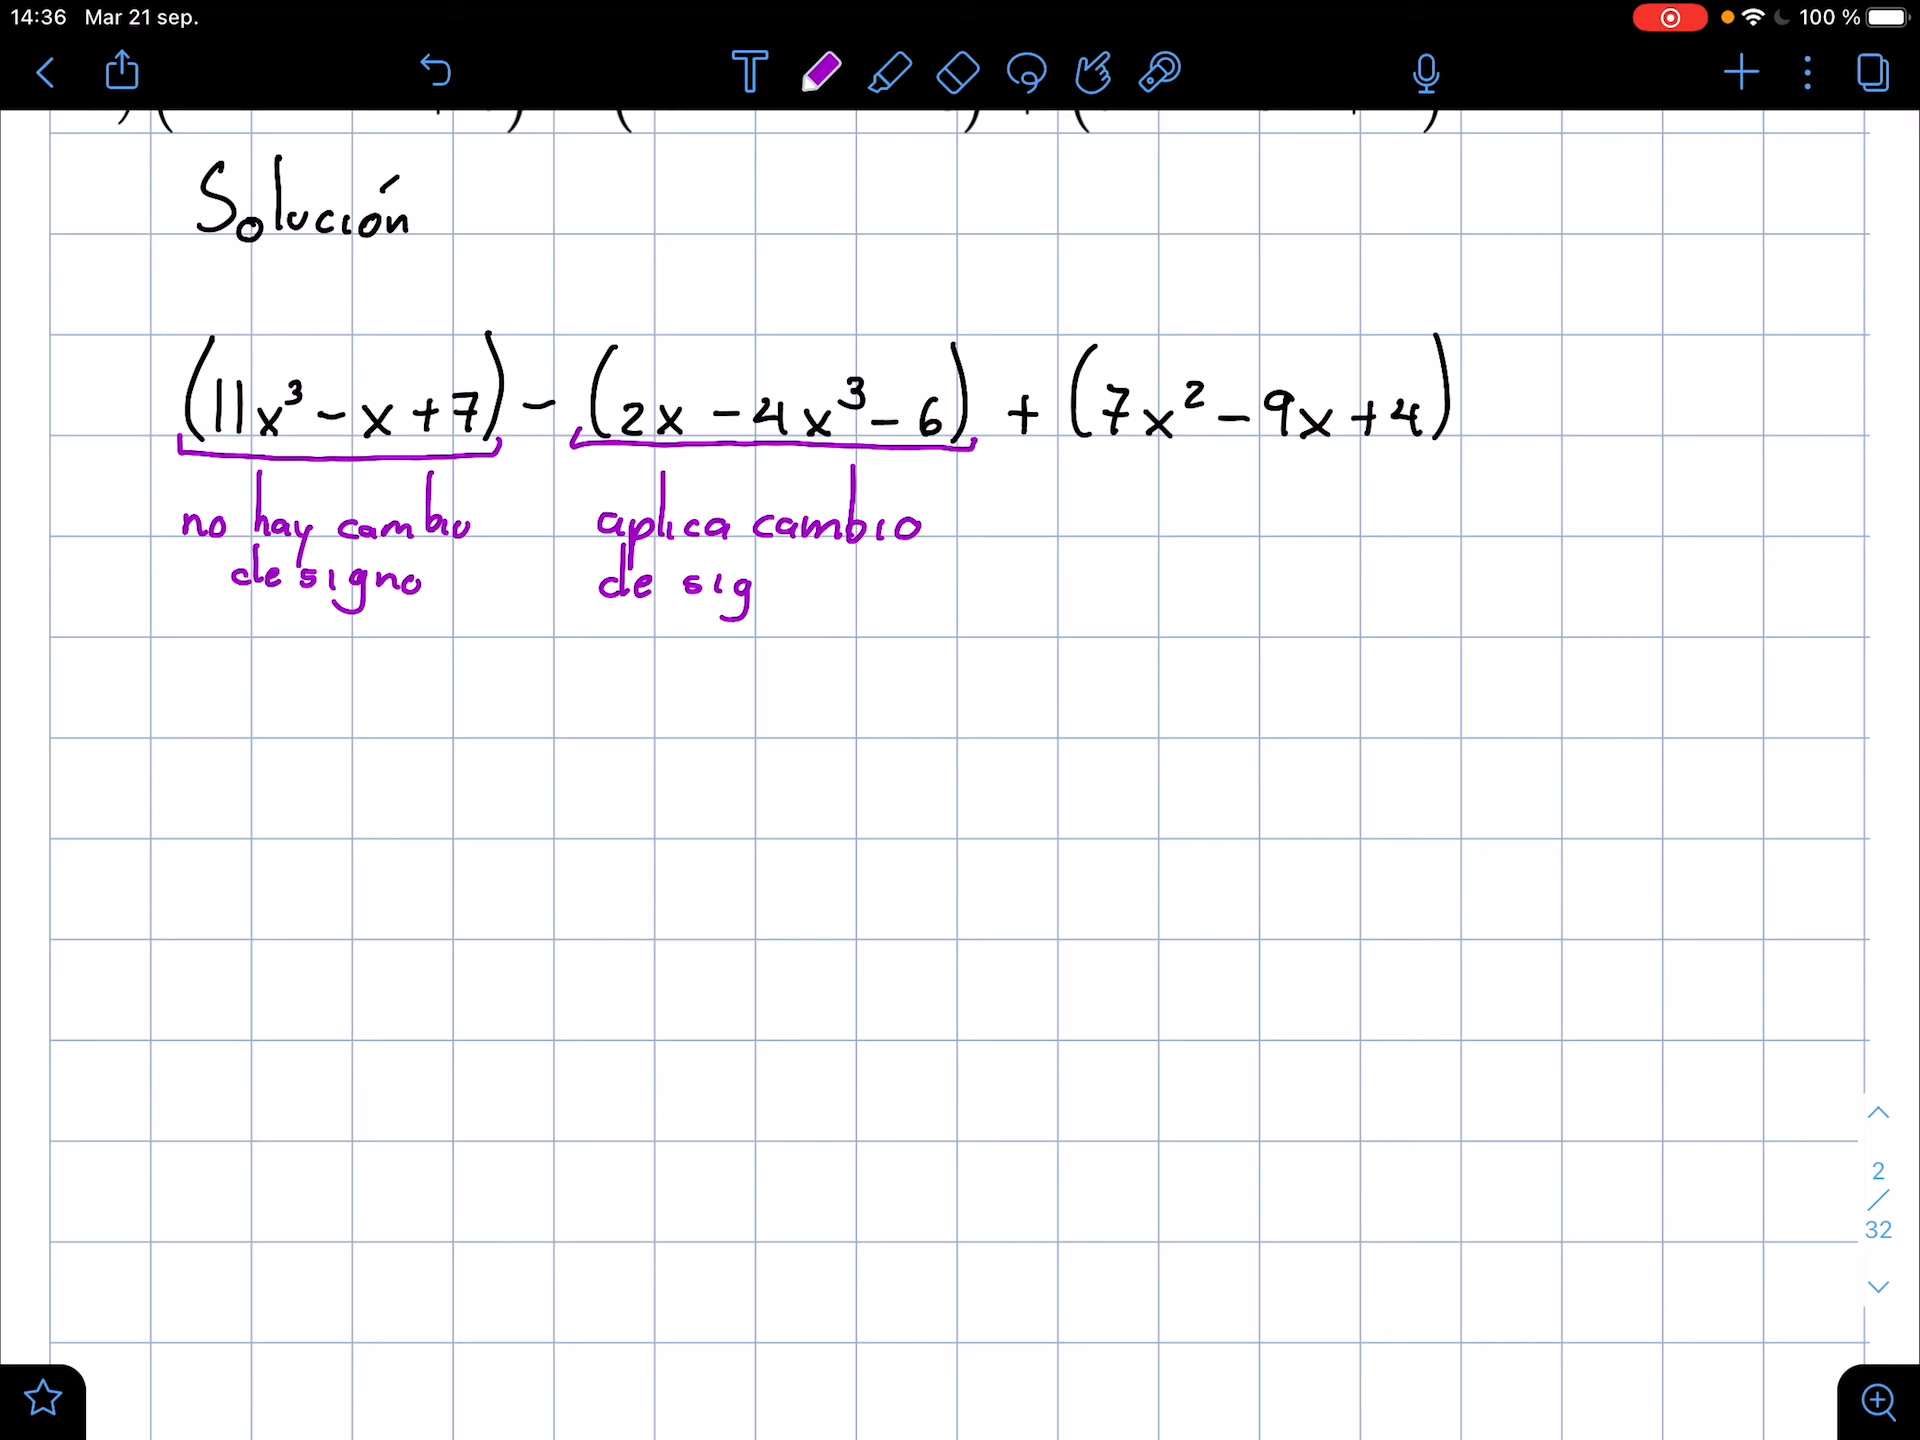 14:36 Mar 21 sep. 100 %
Solución
(11x³ - x + 7) - (2x - 4x³ - 6) + (7x² - 9x + 4)
no hay cambio aplica cambio
de signo de sig
2
/
32